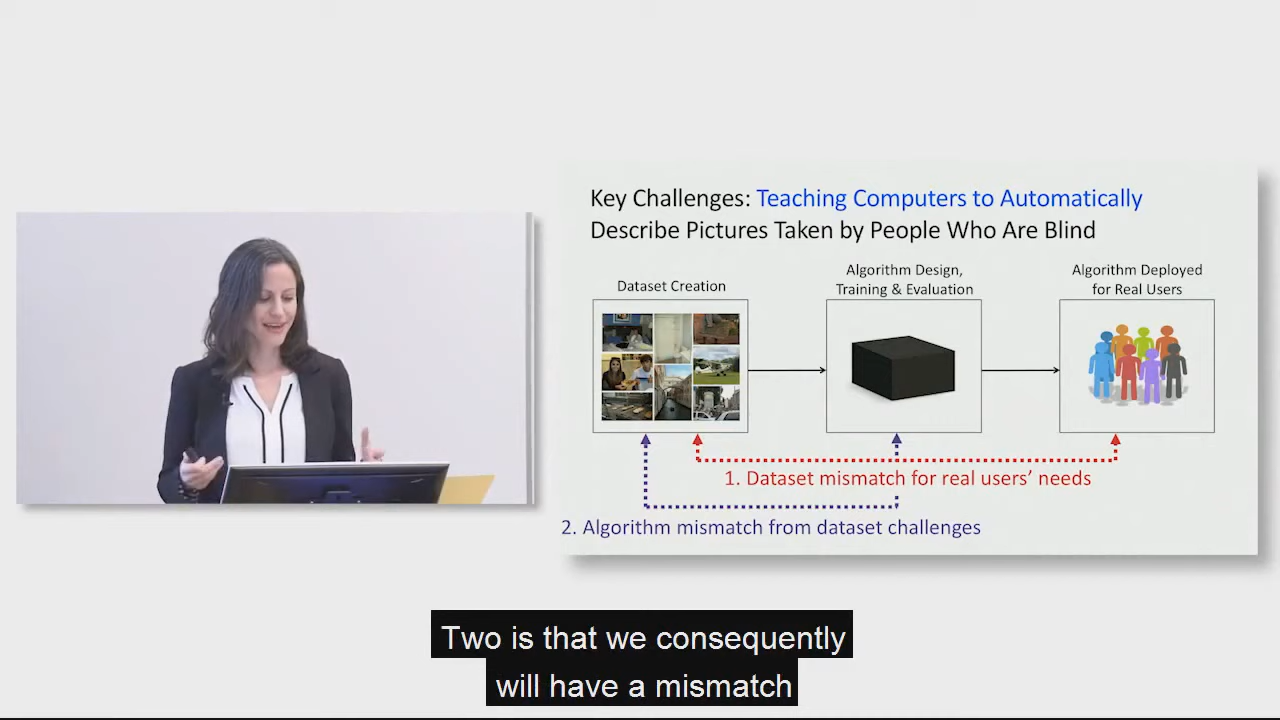 Key Challenges: Teaching Computers to Automatically
Describe Pictures Taken by People Who Are Blind
Dataset Creation
Algorithm Design,
Training & Evaluation
Algorithm Deployed
for Real Users
1. Dataset mismatch for real users’ needs
2. Algorithm mismatch from dataset challenges
Two is that we consequently
will have a mismatch